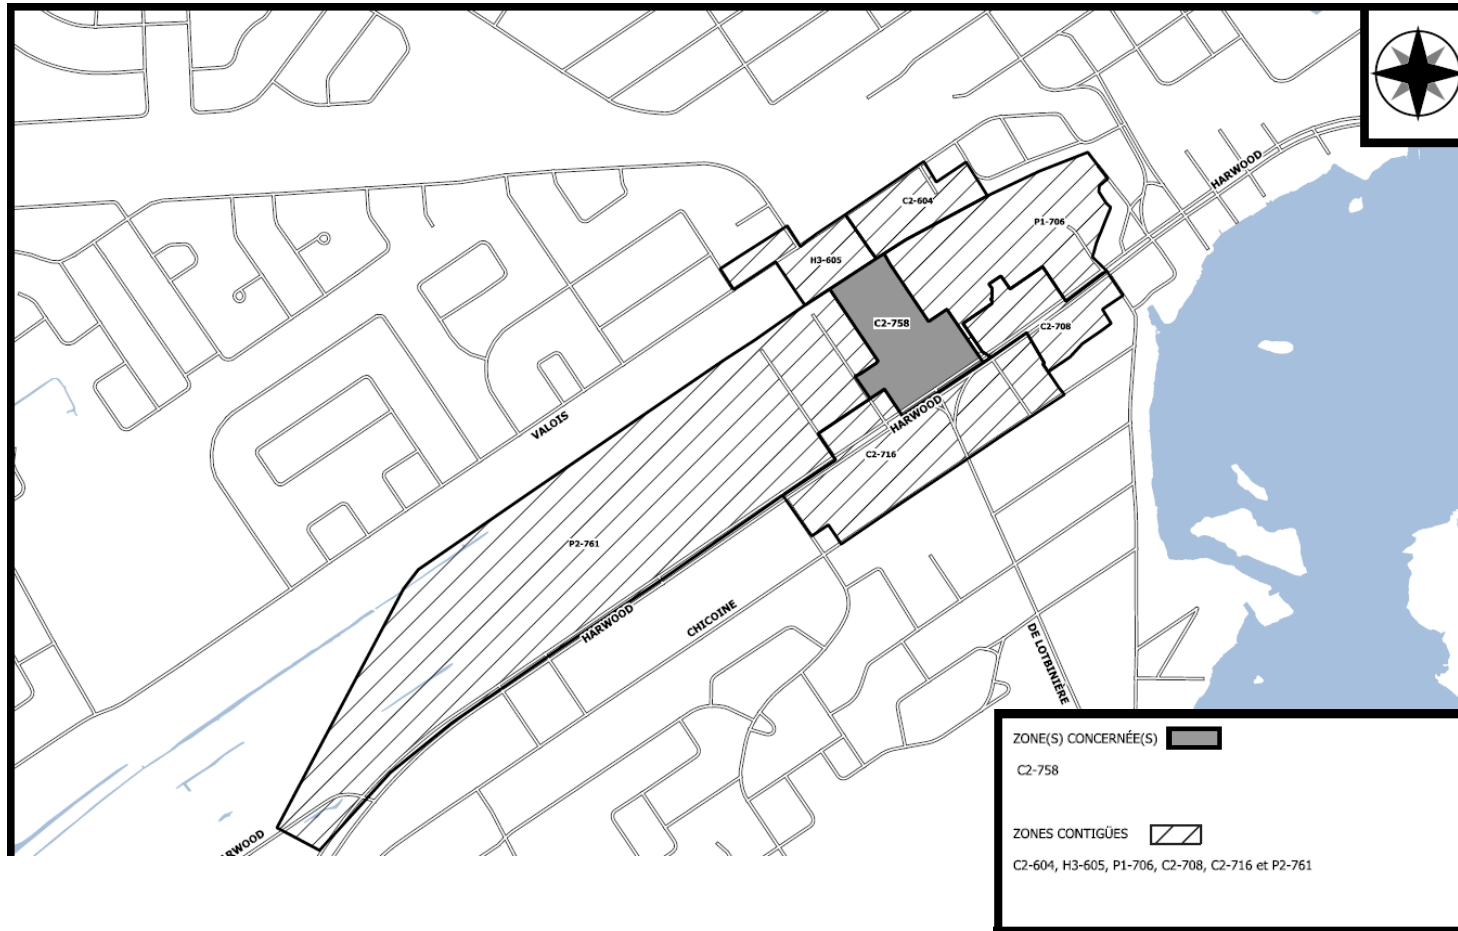 HARWOOD
C2-604
P1-706
H3-605
C2-758
C2-708
HARWOOD
VALOIS
C2-716
P2-761
HARWOOD
CHICOINE
DE LOTBINIÈRE
RWOOD
ZONE(S) CONCERNÉE(S)
C2-758
ZONES CONTIGÜES
C2-604, H3-605, P1-706, C2-708, C2-716 et P2-761